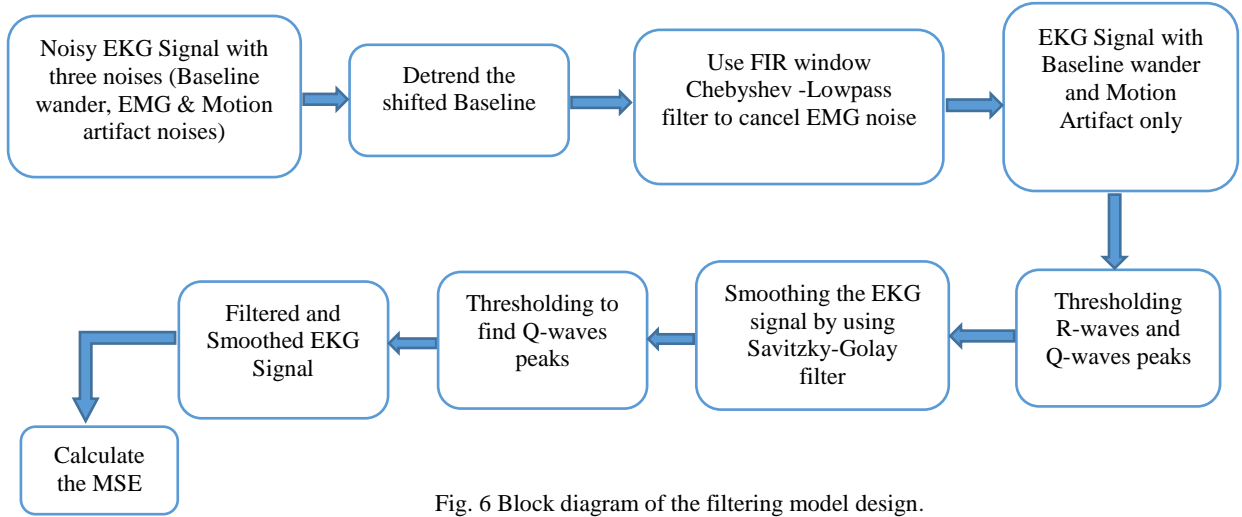 Noisy EKG Signal with
three noises (Baseline
wander, EMG & Motion
artifact noises)
Detrend the
shifted Baseline
Use FIR window
Chebyshev -Lowpass
filter to cancel EMG noise
EKG Signal with
Baseline wander
and Motion
Artifact only
Thresholding
R-waves and
Q-waves peaks
Smoothing the EKG
signal by using
Savitzky-Golay
filter
Thresholding to
find Q-waves
peaks
Filtered and
Smoothed EKG
Signal
Calculate
the MSE
Fig. 6 Block diagram of the filtering model design.